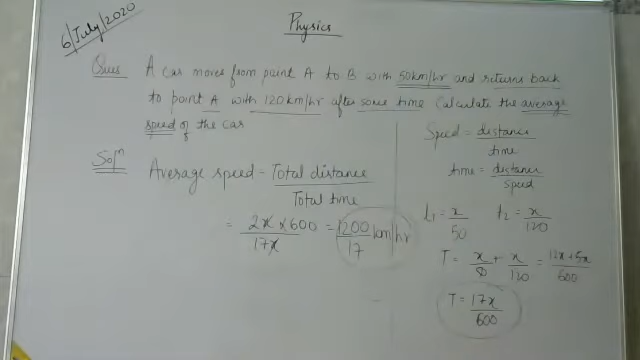 6/July/2020
Physics
Ques A car moves from point A to B with 50km/hr and returns back
to point A with 120km/hr after some time Calculate the average
speed of the car
Solⁿ Average speed - Total distance
Total time
= 2x x 600 = 1200 km/hr
17x 17
Speed = distance
time
time = distance
speed
t₁ = x t₂ = x
50 120
T = x + x = 12x + 5x
50 120 600
T = 17x
600